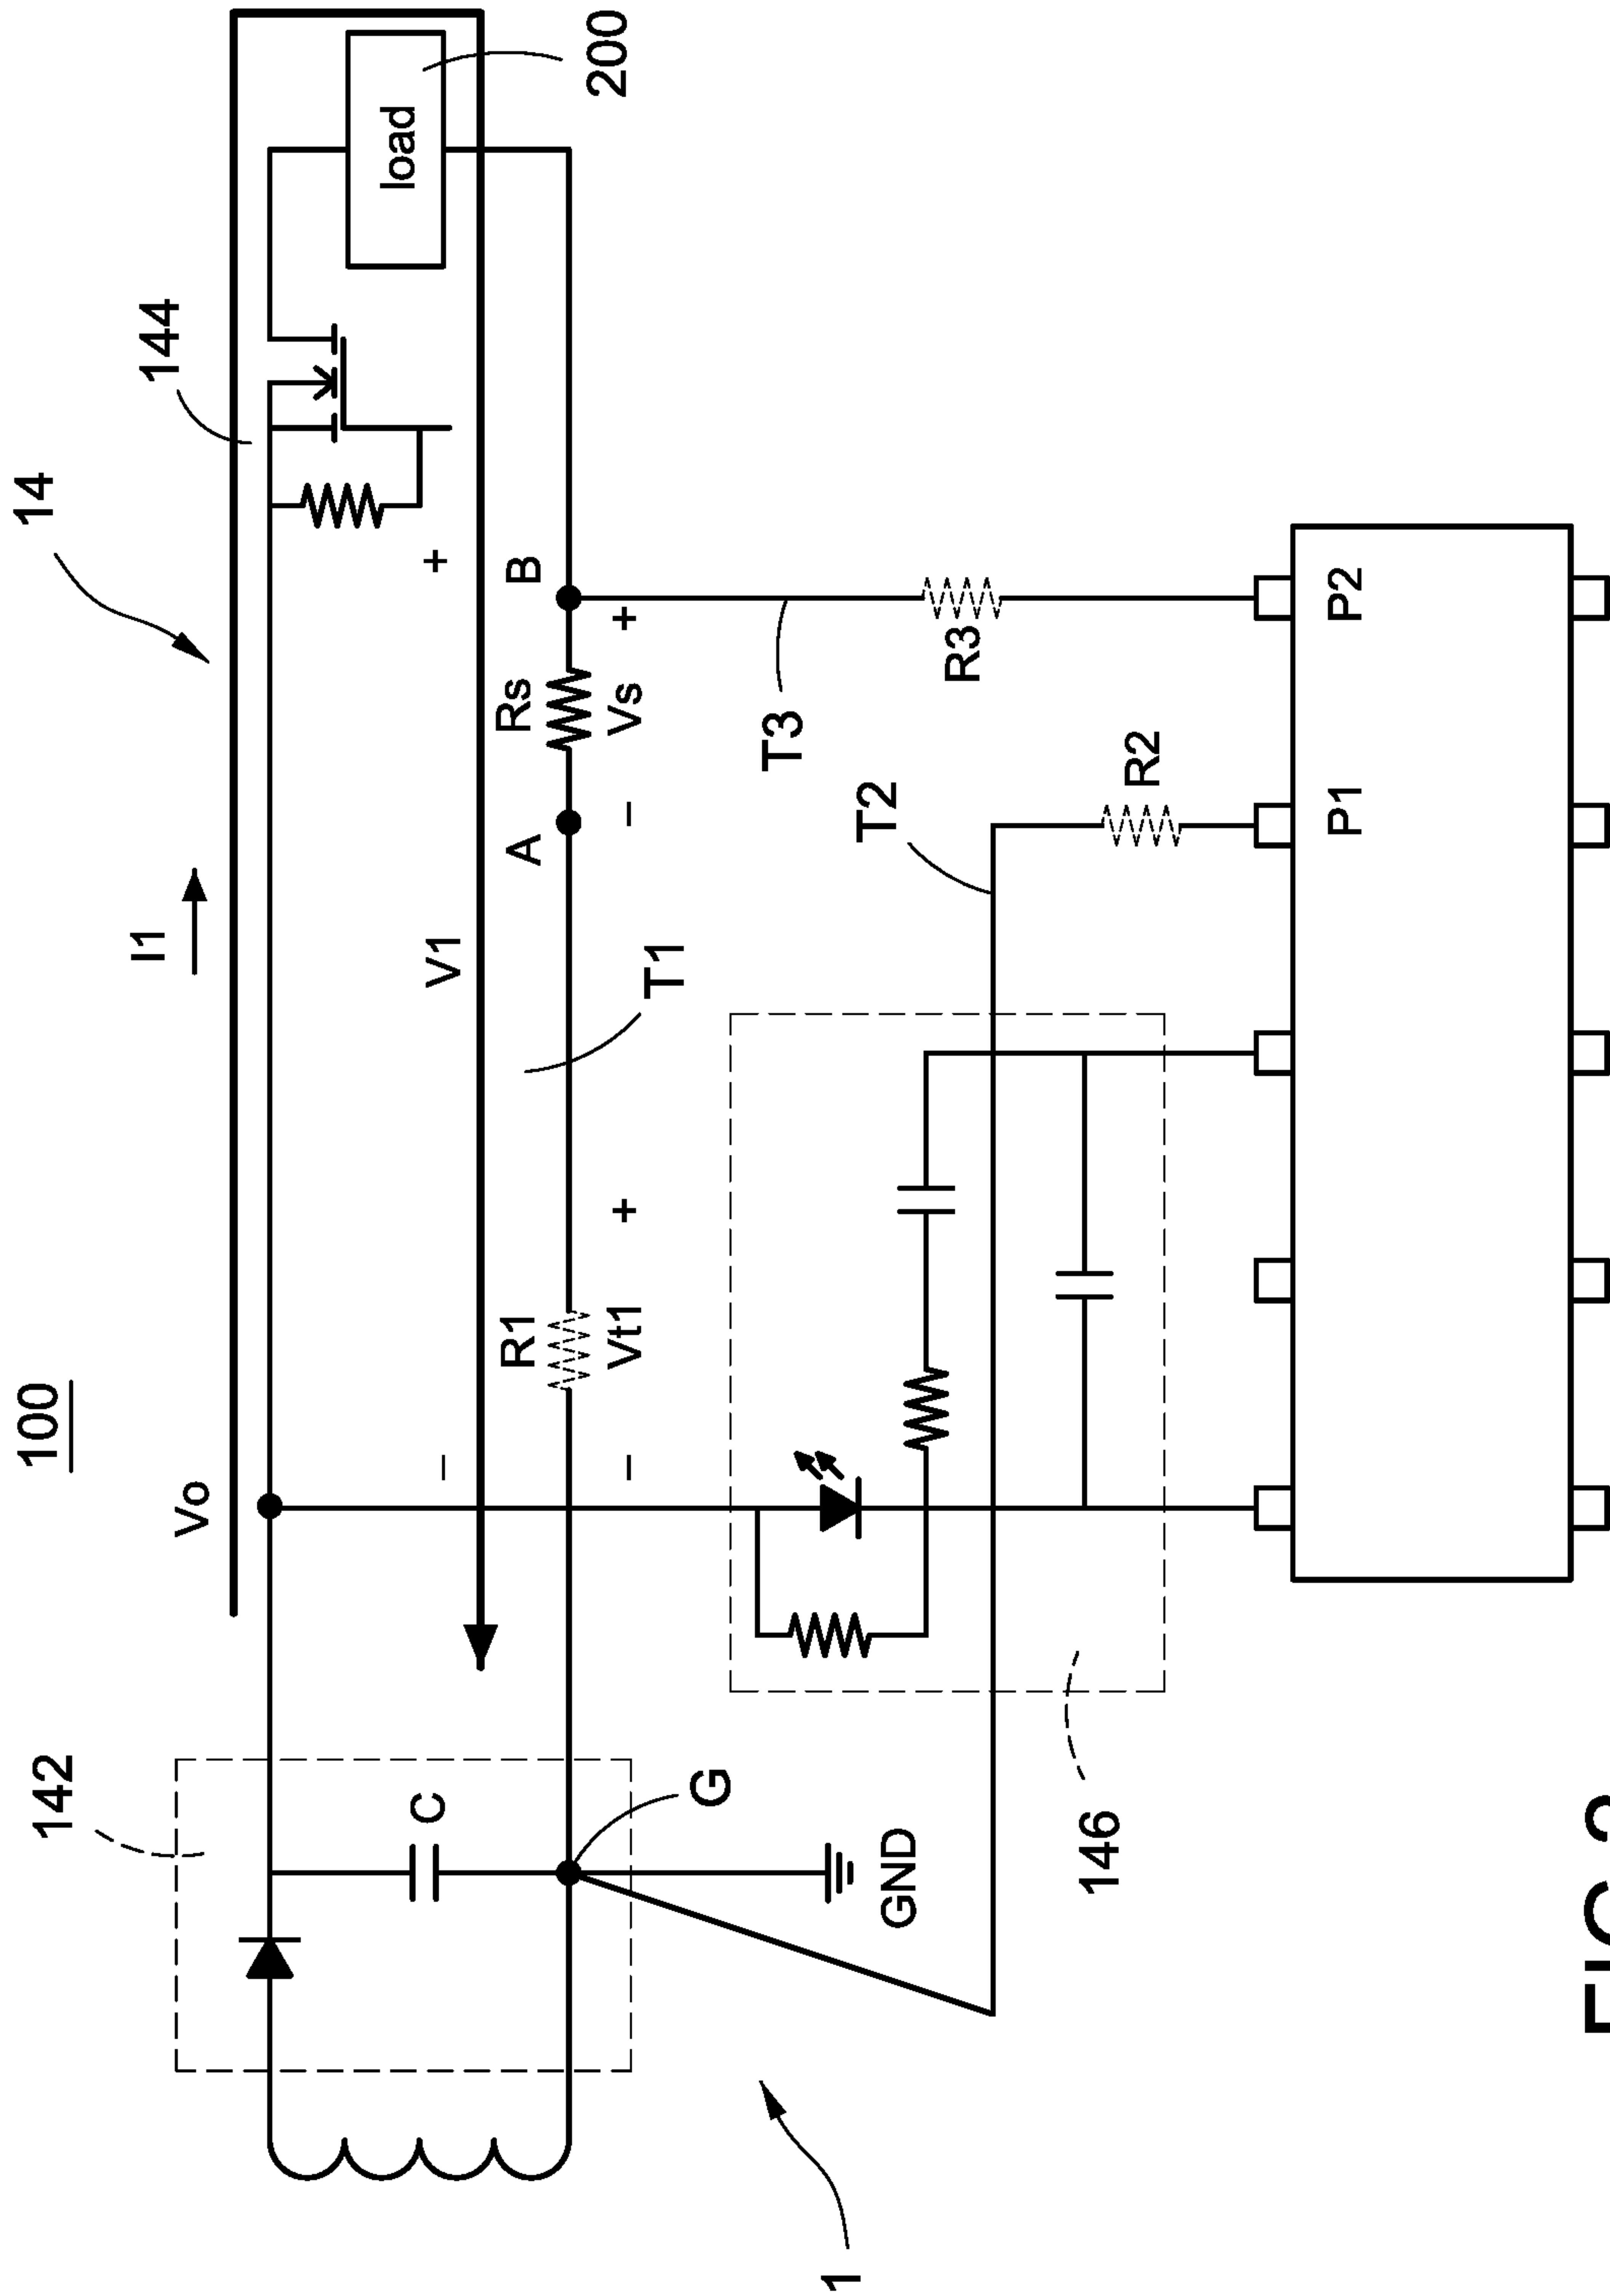 100
14
144
142
I1
Vo
C
V1
+
−
load
200
R1
Vt1
−
+
A
Rs
Vs
−
+
B
T1
G
GND
T2
T3
R2
R3
146
P1
P2
1